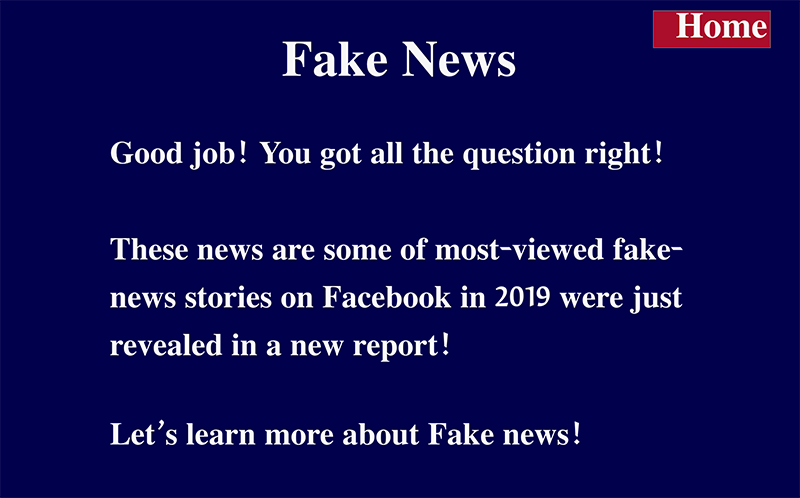 Home
Fake News
Good job! You got all the question right!
These news are some of most-viewed fake-
news stories on Facebook in 2019 were just
revealed in a new report!
Let's learn more about Fake news!